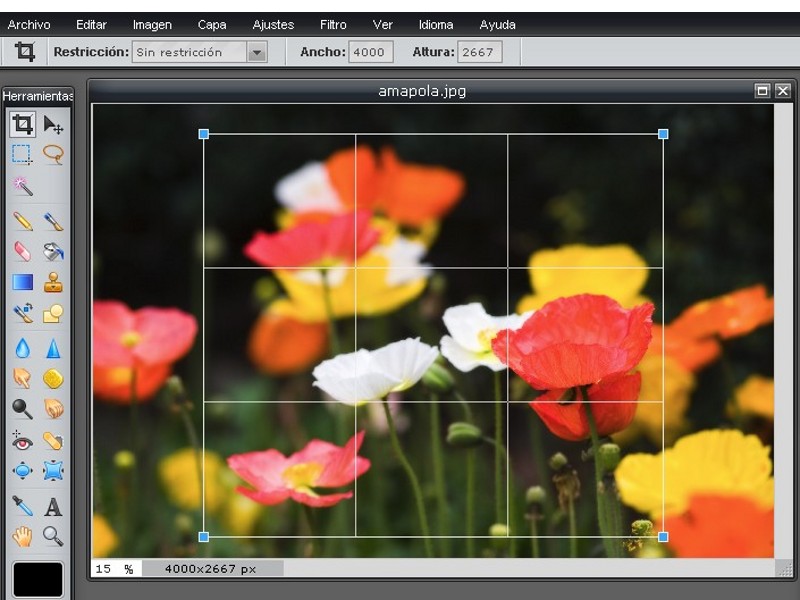 Archivo Editar Imagen Capa Ajustes Filtro Ver Idioma Ayuda
Restricción: Sin restricción Ancho: 4000 Altura: 2667
Herramientas
amapola.jpg
A
15 % 4000x2667 px